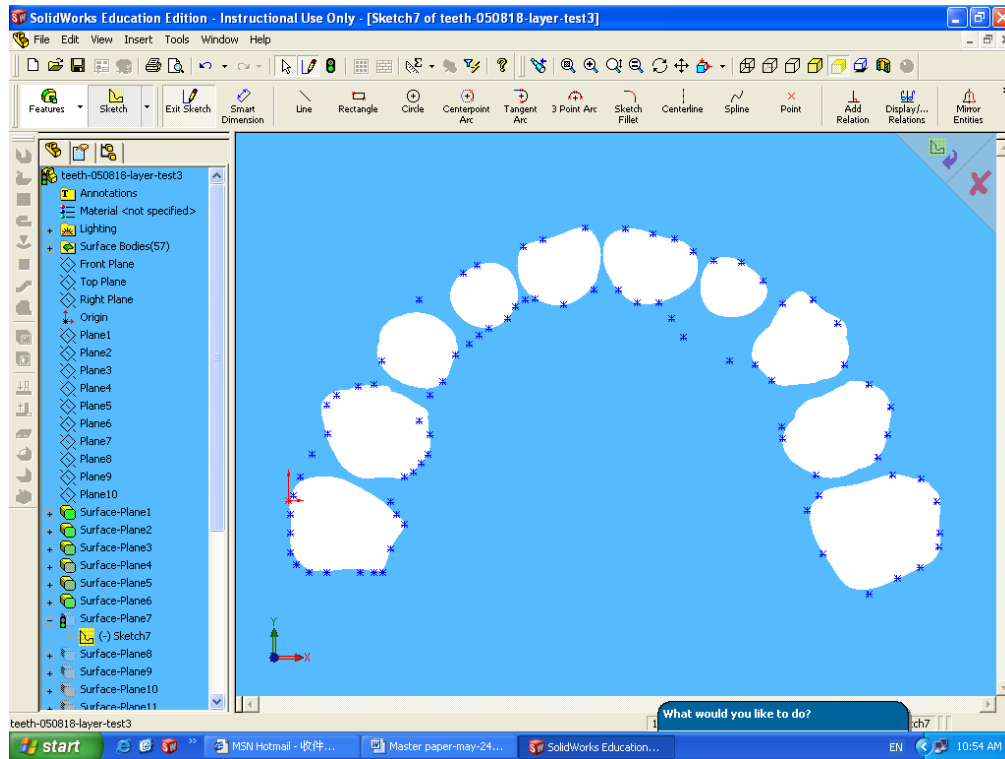 SolidWorks Education Edition - Instructional Use Only - [Sketch7 of teeth-050818-layer-test3]
File Edit View Insert Tools Window Help
Features Sketch Exit Sketch Smart Dimension Line Rectangle Circle Centerpoint Arc Tangent Arc 3 Point Arc Sketch Fillet Centerline Spline Point Add Relation Display/... Relations Mirror Entities
teeth-050818-layer-test3
Annotations
Material <not specified>
Lighting
Surface Bodies(57)
Front Plane
Top Plane
Right Plane
Origin
Plane1
Plane2
Plane3
Plane4
Plane5
Plane6
Plane7
Plane8
Plane9
Plane10
Surface-Plane1
Surface-Plane2
Surface-Plane3
Surface-Plane4
Surface-Plane5
Surface-Plane6
Surface-Plane7
(-) Sketch7
Surface-Plane8
Surface-Plane9
Surface-Plane10
Surface-Plane11
Y
X
What would you like to do?
teeth-050818-layer-test3
start MSN Hotmail - 收件... Master paper-may-24... SolidWorks Education... EN 10:54 AM